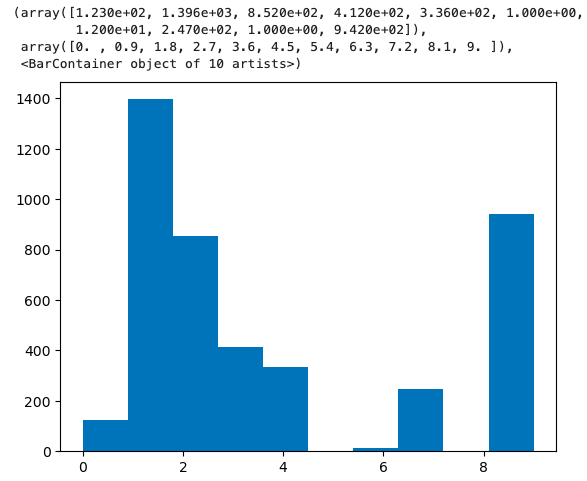 (array([1.230e+02, 1.396e+03, 8.520e+02, 4.120e+02, 3.360e+02, 1.000e+00,
1.200e+01, 2.470e+02, 1.000e+00, 9.420e+02]),
array([0. , 0.9, 1.8, 2.7, 3.6, 4.5, 5.4, 6.3, 7.2, 8.1, 9. ]),
<BarContainer object of 10 artists>)
1400
1200
1000
800
600
400
200
0
0 2 4 6 8